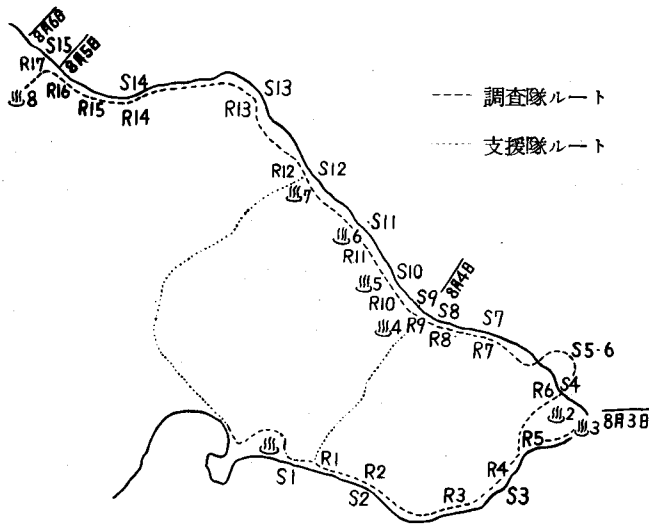 8月6日
S15
8月5日
R17
S14
S13
♨8
R16
R15
R14
R13
調査隊ルート
支援隊ルート
S12
R12
♨7
S11
♨6
R11
S10
♨5
8月4日
R10
S9
S8
S7
♨4
R9
R8
R7
S5・6
R6
S4
♨2
♨3
8月3日
R5
♨
R1
S1
R2
R4
S2
R3
S3